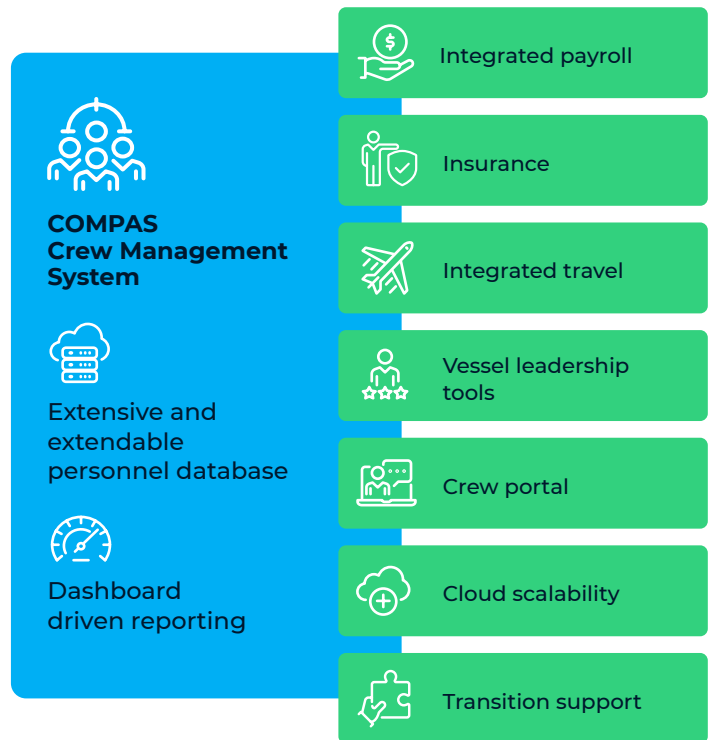 COMPAS
Crew Management
System
Extensive and
extendable
personnel database
Dashboard
driven reporting
Integrated payroll
Insurance
Integrated travel
Vessel leadership
tools
Crew portal
Cloud scalability
Transition support